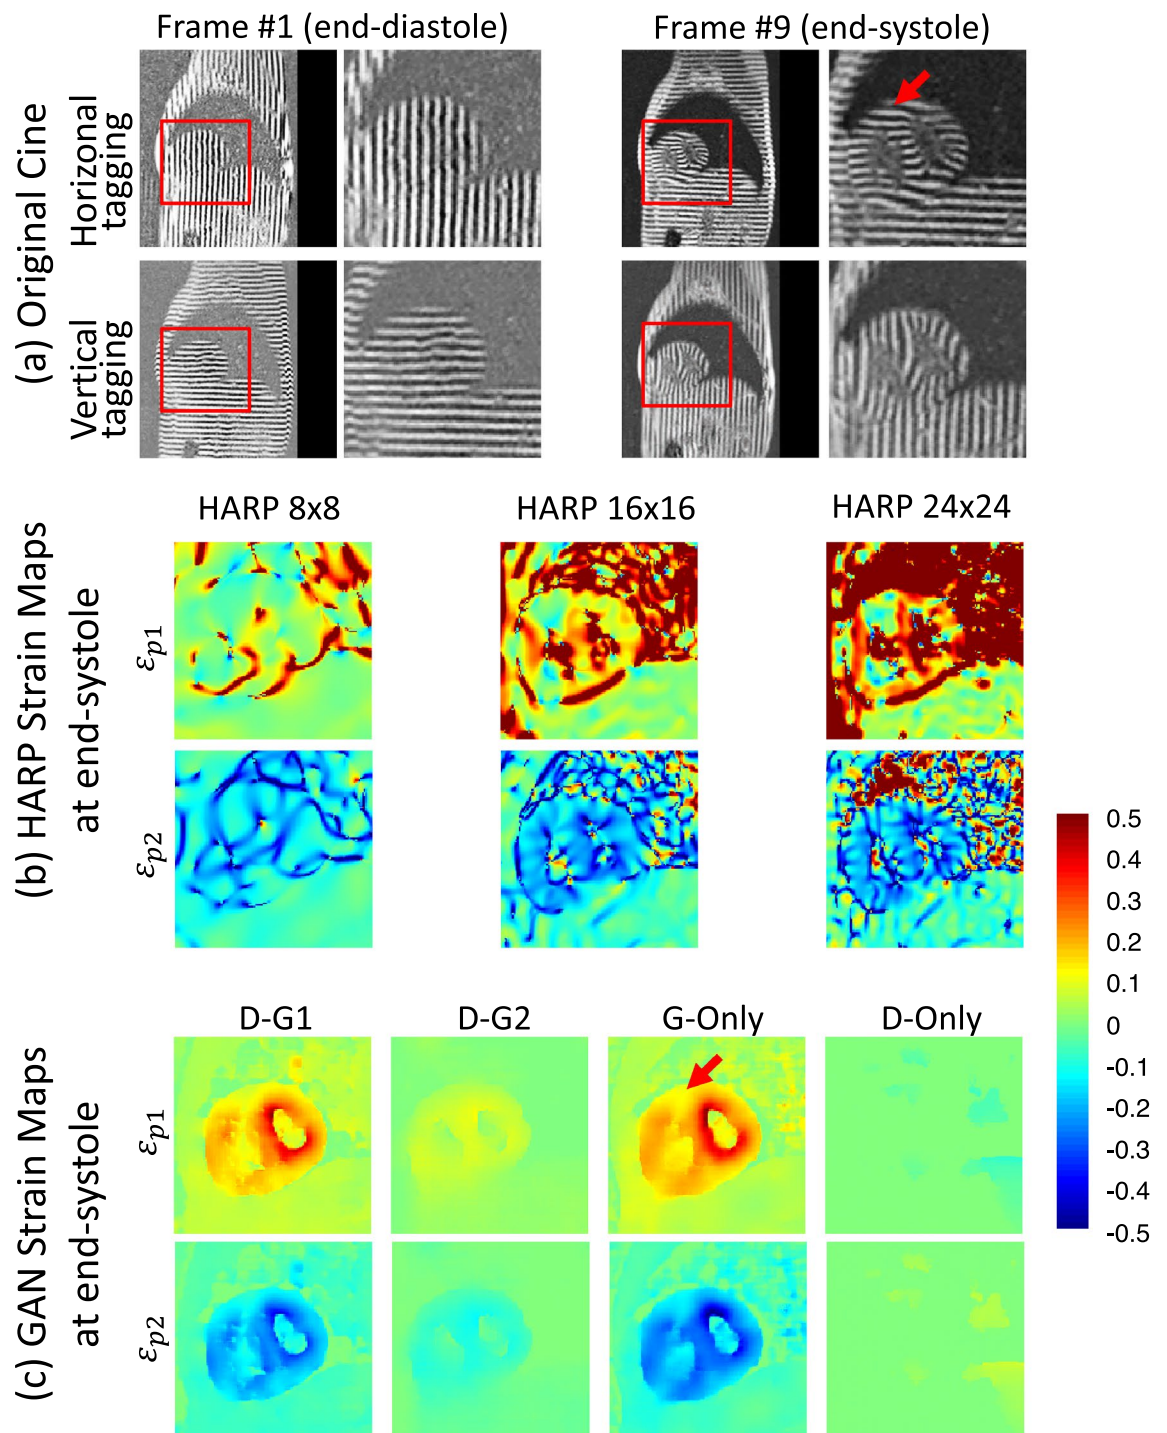 Frame #1 (end-diastole)
Frame #9 (end-systole)
(a) Original Cine
Horizonal
tagging
Vertical
tagging
(b) HARP Strain Maps
at end-systole
HARP 8x8
HARP 16x16
HARP 24x24
εp1
εp2
0.5
0.4
0.3
0.2
0.1
0
-0.1
-0.2
-0.3
-0.4
-0.5
(c) GAN Strain Maps
at end-systole
D-G1
D-G2
G-Only
D-Only
εp1
εp2